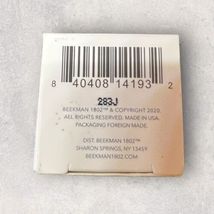 8 40408 14193 2
283J
BEEKMAN 1802™ & COPYRIGHT 2020.
ALL RIGHTS RESERVED. MADE IN USA.
PACKAGING FOREIGN MADE.
DIST. BEEKMAN 1802™
SHARON SPRINGS, NY 13459
BEEKMAN1802.COM